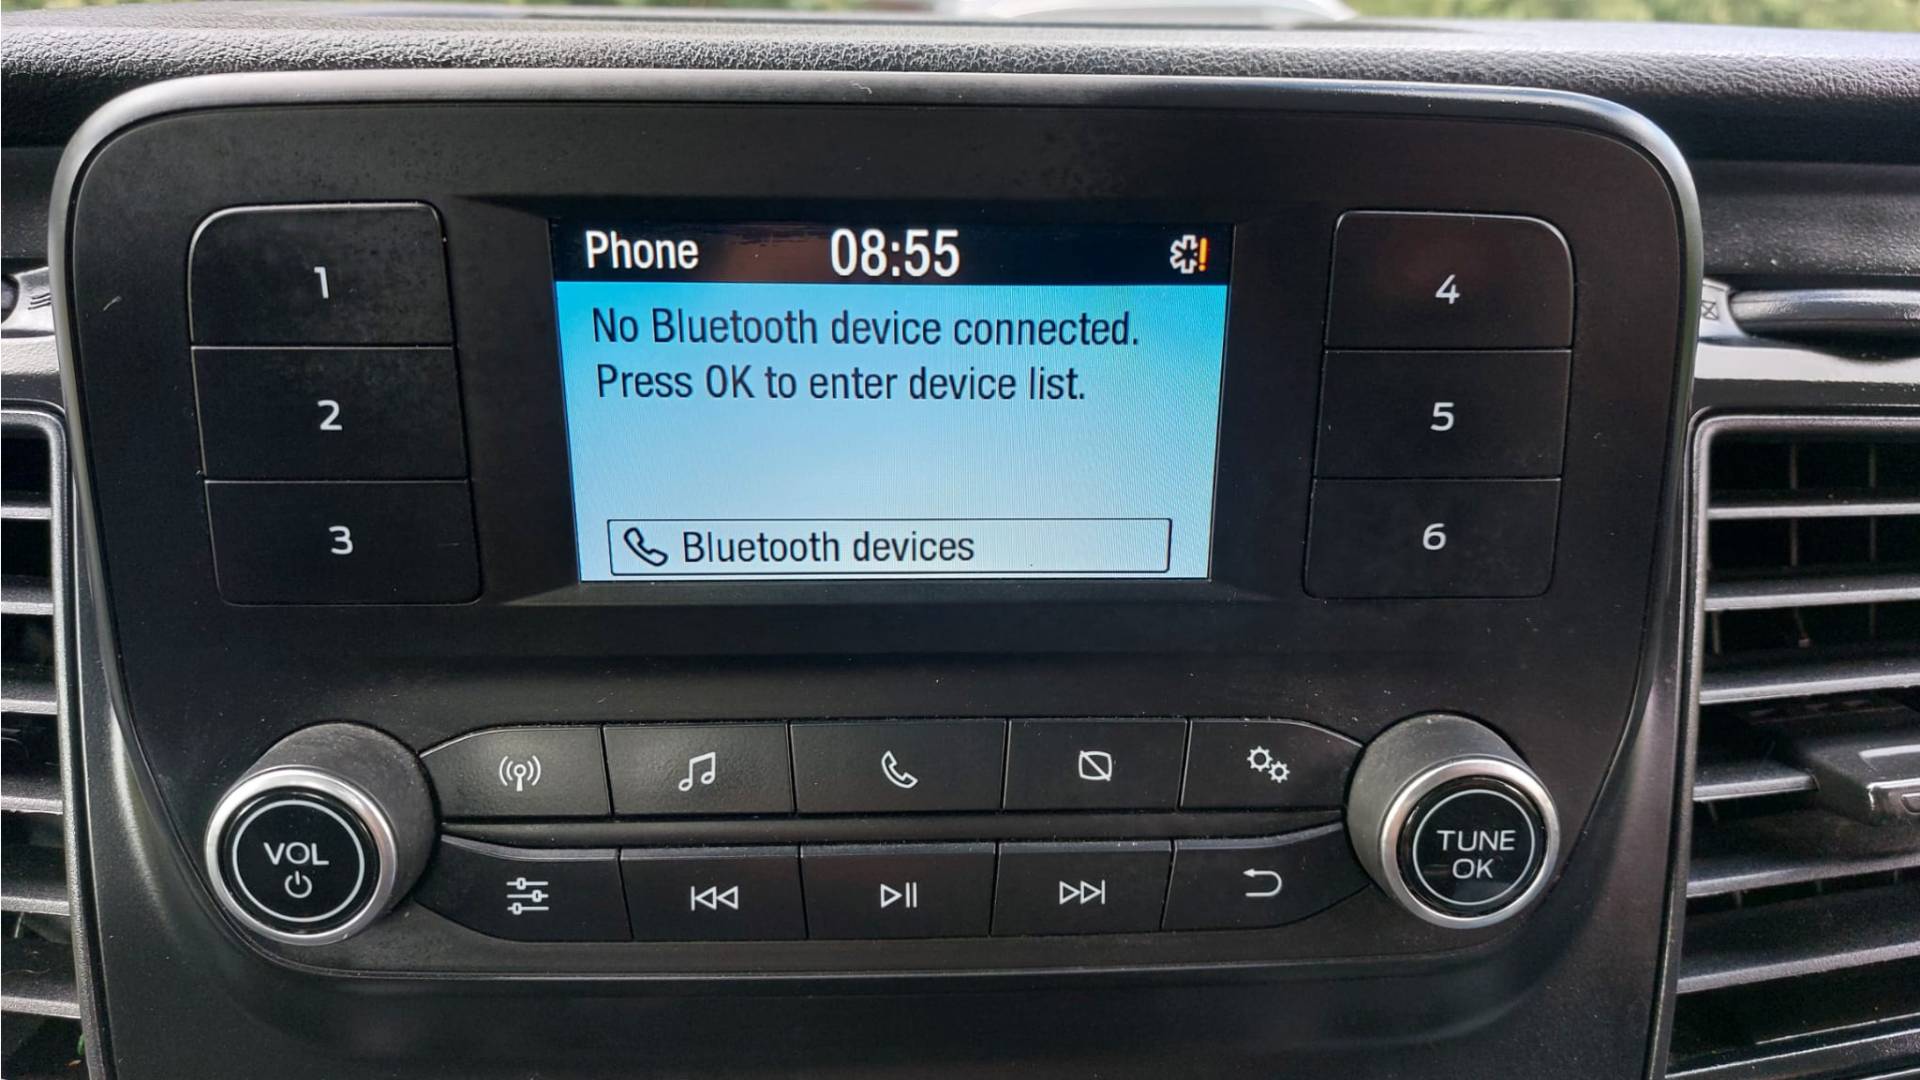 Phone 08:55
No Bluetooth device connected.
Press OK to enter device list.
Bluetooth devices
1
2
3
4
5
6
VOL
TUNE
OK